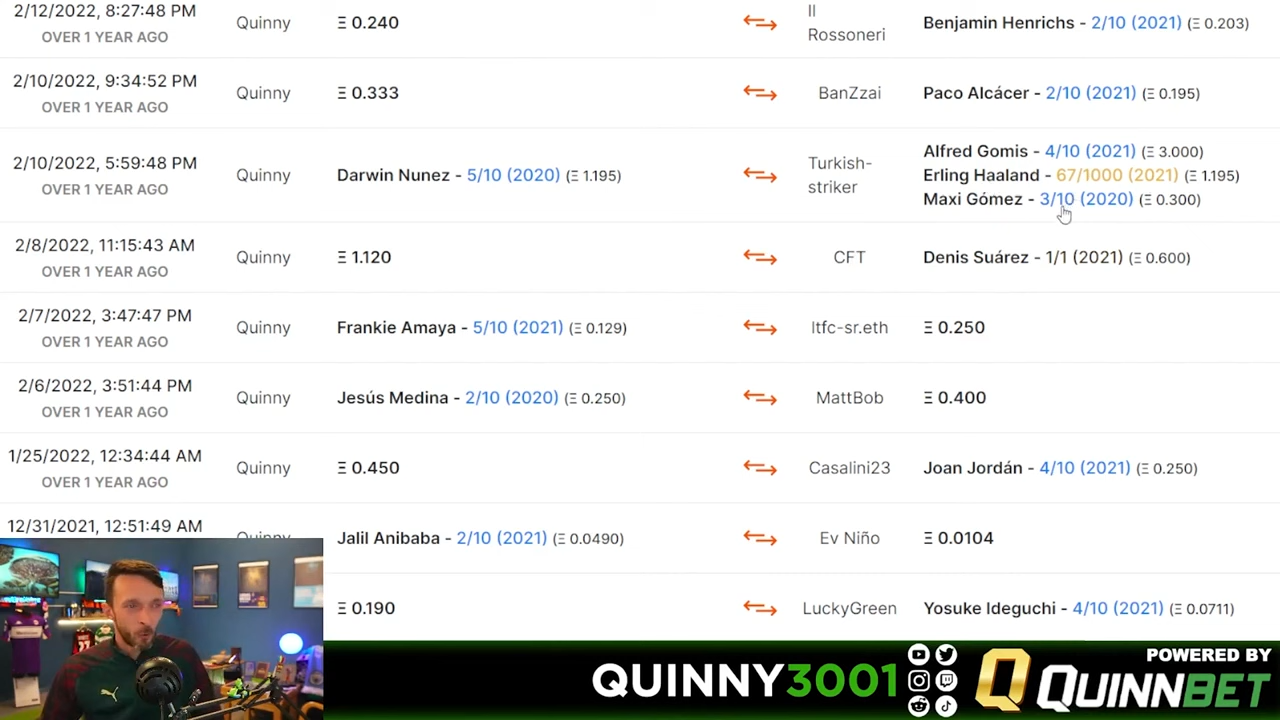 2/12/2022, 8:27:48 PM
OVER 1 YEAR AGO
Quinny
Ξ 0.240
Il
Rossoneri
Benjamin Henrichs - 2/10 (2021) (Ξ 0.203)
2/10/2022, 9:34:52 PM
OVER 1 YEAR AGO
Quinny
Ξ 0.333
BanZzai
Paco Alcácer - 2/10 (2021) (Ξ 0.195)
2/10/2022, 5:59:48 PM
OVER 1 YEAR AGO
Quinny
Darwin Nunez - 5/10 (2020) (Ξ 1.195)
Turkish-
striker
Alfred Gomis - 4/10 (2021) (Ξ 3.000)
Erling Haaland - 67/1000 (2021) (Ξ 1.195)
Maxi Gómez - 3/10 (2020) (Ξ 0.300)
2/8/2022, 11:15:43 AM
OVER 1 YEAR AGO
Quinny
Ξ 1.120
CFT
Denis Suárez - 1/1 (2021) (Ξ 0.600)
2/7/2022, 3:47:47 PM
OVER 1 YEAR AGO
Quinny
Frankie Amaya - 5/10 (2021) (Ξ 0.129)
ltfc-sr.eth
Ξ 0.250
2/6/2022, 3:51:44 PM
OVER 1 YEAR AGO
Quinny
Jesús Medina - 2/10 (2020) (Ξ 0.250)
MattBob
Ξ 0.400
1/25/2022, 12:34:44 AM
OVER 1 YEAR AGO
Quinny
Ξ 0.450
Casalini23
Joan Jordán - 4/10 (2021) (Ξ 0.250)
12/31/2021, 12:51:49 AM
Quinny
Jalil Anibaba - 2/10 (2021) (Ξ 0.0490)
Ev Niño
Ξ 0.0104
Ξ 0.190
LuckyGreen
Yosuke Ideguchi - 4/10 (2021) (Ξ 0.0711)
QUINNY3001
POWERED BY
QUINNBET